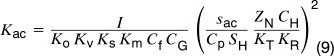 K_ac = I / (K_o K_v K_s K_m C_f C_G) (s_ac / (C_p S_H) Z_N C_H / (K_T K_R))^2 (9)